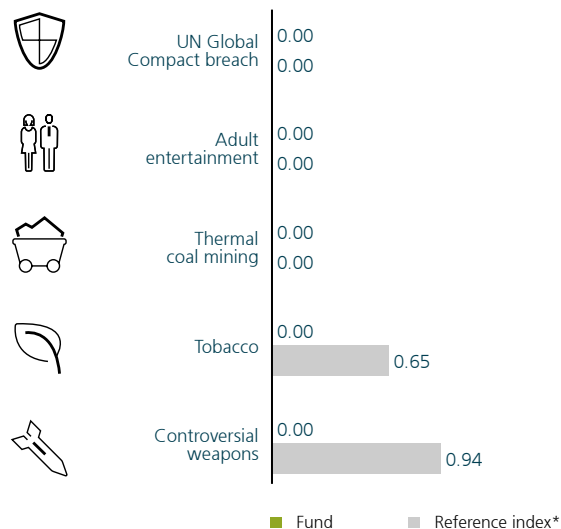 UN Global
Compact breach
0.00
0.00
Adult
entertainment
0.00
0.00
Thermal
coal mining
0.00
0.00
Tobacco
0.00
0.65
Controversial
weapons
0.00
0.94
Fund
Reference index*